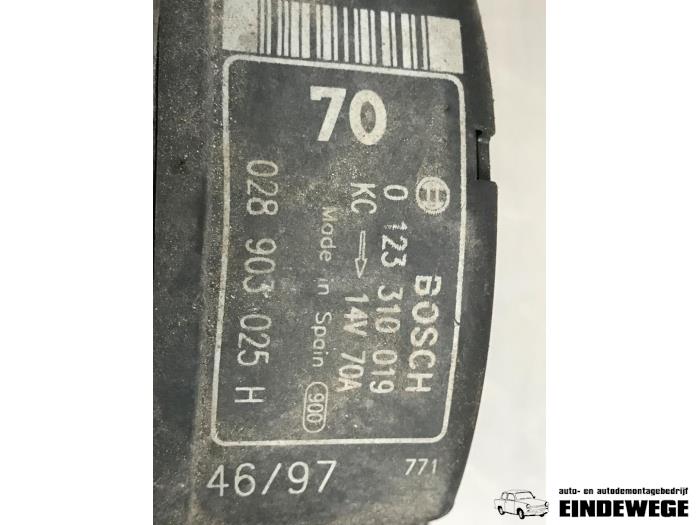 70
BOSCH
0 123 310 019
KC → 14V 70A
Made in Spain 900
028 903 025 H
46/97
771
auto- en autodemontagebedrijf
EINDEWEGE